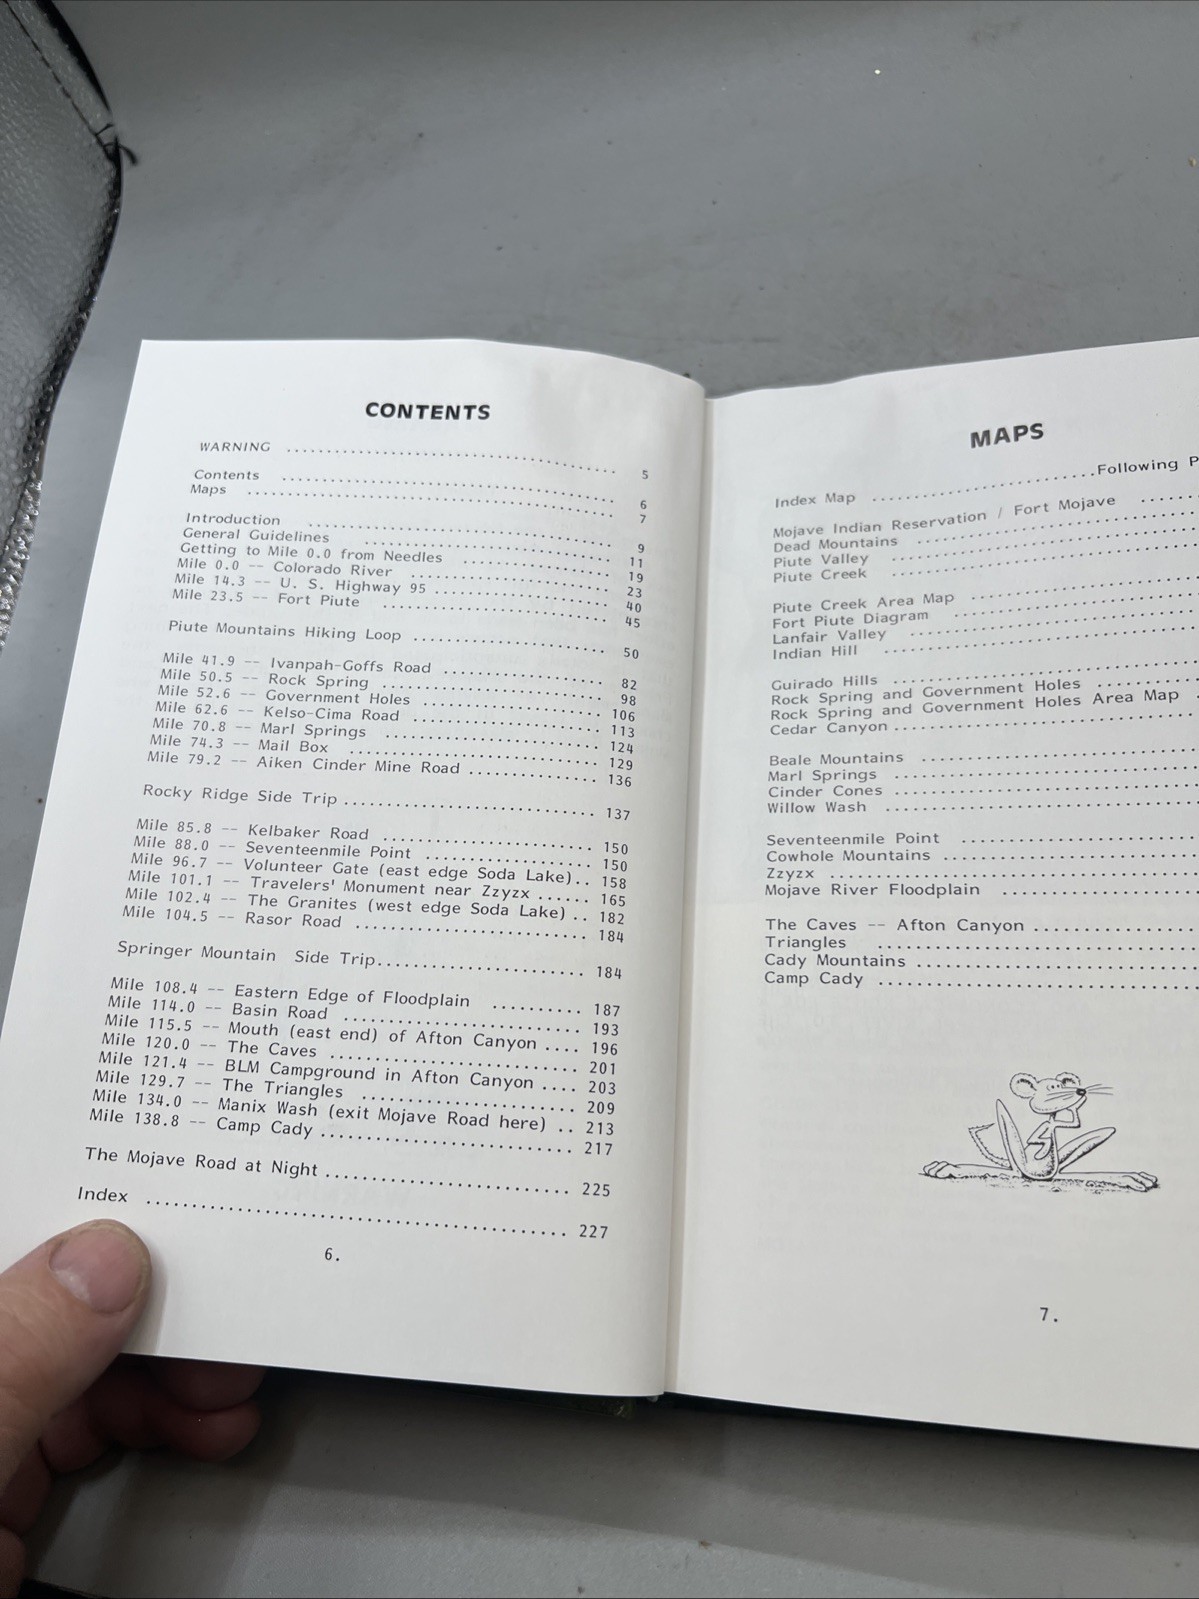 CONTENTS
WARNING .......... 5
Contents .......... 6
Maps .......... 7
Introduction .......... 9
General Guidelines .......... 11
Getting to Mile 0.0 from Needles .......... 19
Mile 0.0 -- Colorado River .......... 23
Mile 14.3 -- U. S. Highway 95 .......... 40
Mile 23.5 -- Fort Piute .......... 45
Piute Mountains Hiking Loop .......... 50
Mile 41.9 -- Ivanpah-Goffs Road .......... 82
Mile 50.5 -- Rock Spring .......... 98
Mile 52.6 -- Government Holes .......... 106
Mile 62.6 -- Kelso-Cima Road .......... 113
Mile 70.8 -- Marl Springs .......... 124
Mile 74.3 -- Mail Box .......... 129
Mile 79.2 -- Aiken Cinder Mine Road .......... 136
Rocky Ridge Side Trip .......... 137
Mile 85.8 -- Kelbaker Road .......... 150
Mile 88.0 -- Seventeenmile Point .......... 150
Mile 96.7 -- Volunteer Gate (east edge Soda Lake).. 158
Mile 101.1 -- Travelers' Monument near Zzyzx ...... 165
Mile 102.4 -- The Granites (west edge Soda Lake) .. 182
Mile 104.5 -- Rasor Road .......... 184
Springer Mountain Side Trip .......... 184
Mile 108.4 -- Eastern Edge of Floodplain .......... 187
Mile 114.0 -- Basin Road .......... 193
Mile 115.5 -- Mouth (east end) of Afton Canyon .... 196
Mile 120.0 -- The Caves .......... 201
Mile 121.4 -- BLM Campground in Afton Canyon .... 203
Mile 129.7 -- The Triangles .......... 209
Mile 134.0 -- Manix Wash (exit Mojave Road here) .. 213
Mile 138.8 -- Camp Cady .......... 217
The Mojave Road at Night .......... 225
Index .......... 227
6.
MAPS
Index Map .......... Following P
Mojave Indian Reservation / Fort Mojave ..........
Dead Mountains ..........
Piute Valley ..........
Piute Creek ..........
Piute Creek Area Map ..........
Fort Piute Diagram ..........
Lanfair Valley ..........
Indian Hill ..........
Guirado Hills ..........
Rock Spring and Government Holes ..........
Rock Spring and Government Holes Area Map ..
Cedar Canyon ..........
Beale Mountains ..........
Marl Springs ..........
Cinder Cones ..........
Willow Wash ..........
Seventeenmile Point ..........
Cowhole Mountains ..........
Zzyzx ..........
Mojave River Floodplain ..........
The Caves -- Afton Canyon ..........
Triangles ..........
Cady Mountains ..........
Camp Cady ..........
7.